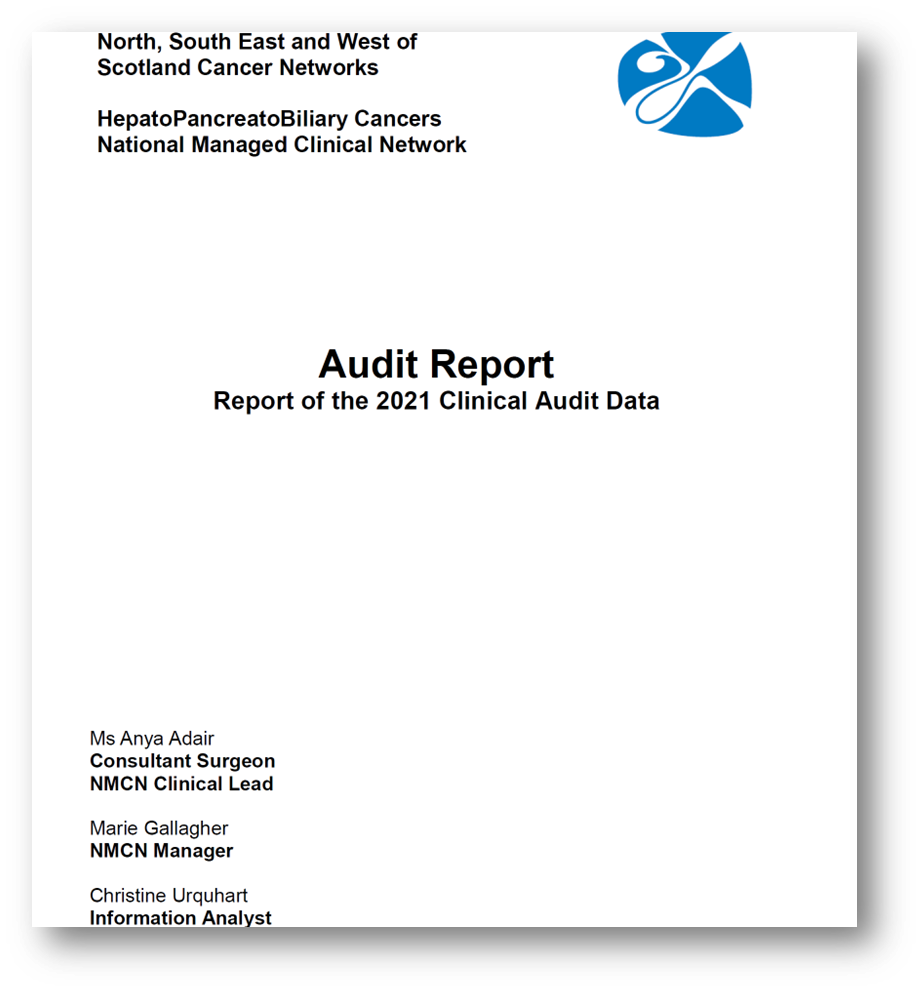 North, South East and West of
Scotland Cancer Networks
HepatoPancreatoBiliary Cancers
National Managed Clinical Network
Audit Report
Report of the 2021 Clinical Audit Data
Ms Anya Adair
Consultant Surgeon
NMCN Clinical Lead
Marie Gallagher
NMCN Manager
Christine Urquhart
Information Analyst